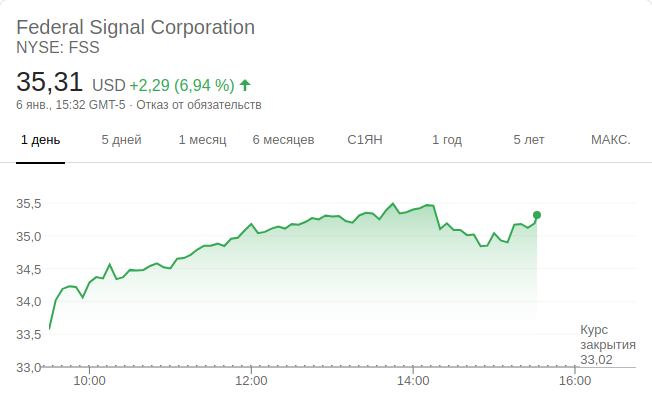 Federal Signal Corporation
NYSE: FSS
35,31 USD +2,29 (6,94 %)
6 янв., 15:32 GMT-5 · Отказ от обязательств
1 день 5 дней 1 месяц 6 месяцев С1ЯН 1 год 5 лет МАКС.
35,5
35,0
34,5
34,0
33,5
33,0
Курс
закрытия
33,02
10:00 12:00 14:00 16:00